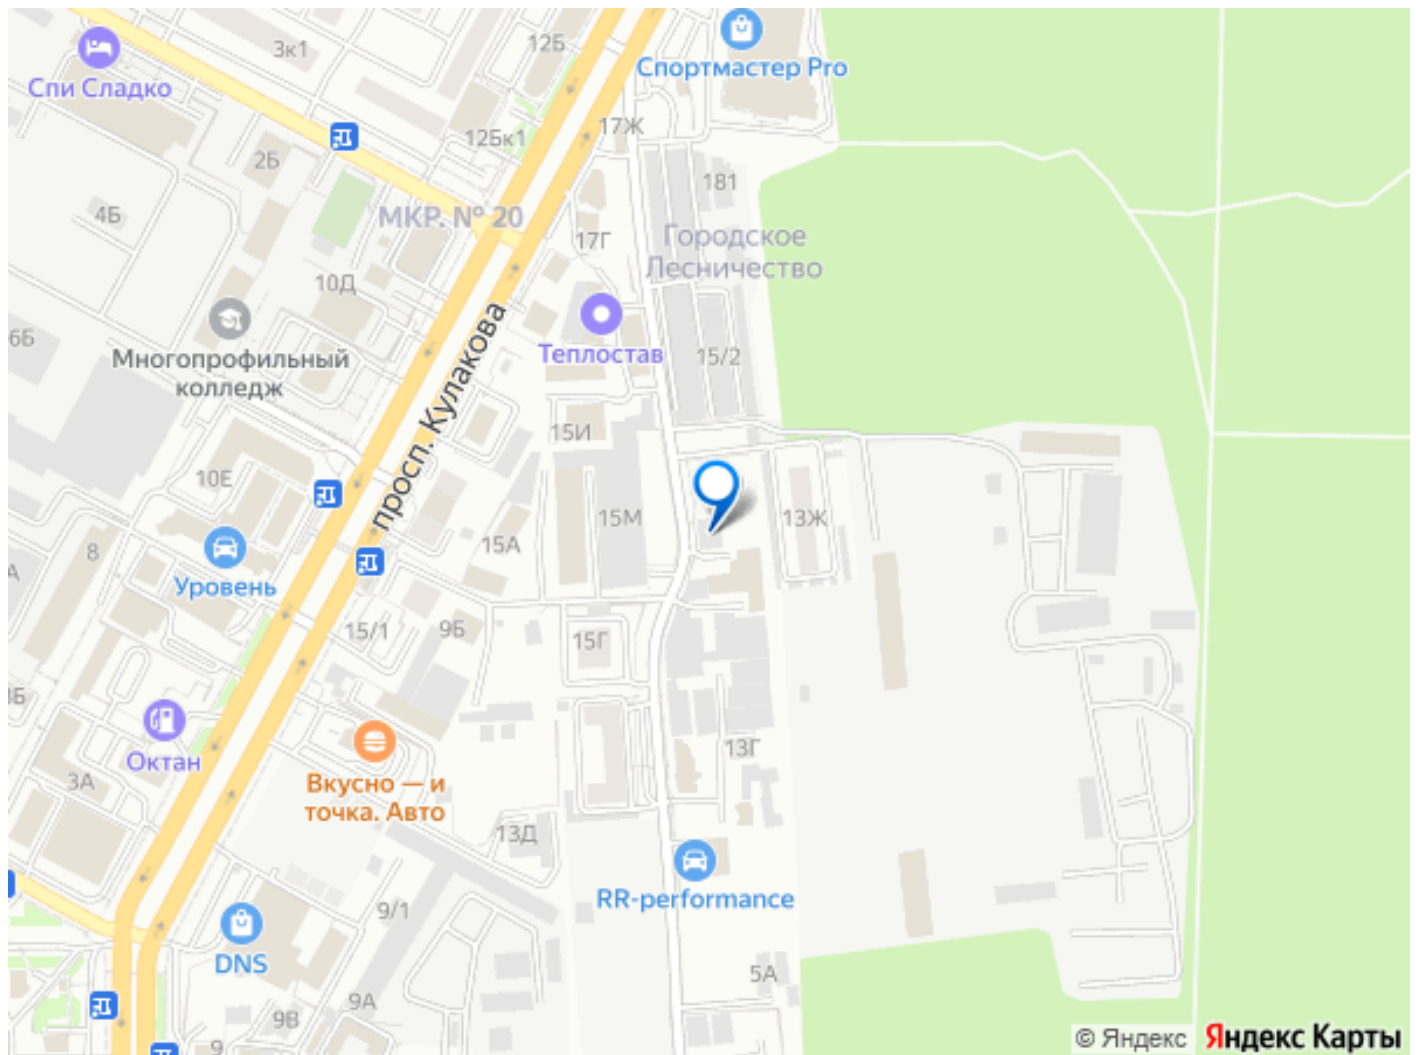 12Б
3к1
Спортмастер Pro
Спи Сладко
17Ж
12Бк1
2Б
181
4Б
МКР. № 20
17Г
Городское
Лесничество
10Д
6Б
просп. Кулакова
Многопрофильный
колледж
Теплостав
15/2
15И
10Е
15М
13Ж
15А
8
А
Уровень
15/1
9Б
15Г
Октан
13Г
3А
Вкусно — и
точка. Авто
13Д
RR-performance
9/1
DNS
5А
9А
9В
9
© Яндекс
Яндекс Карты